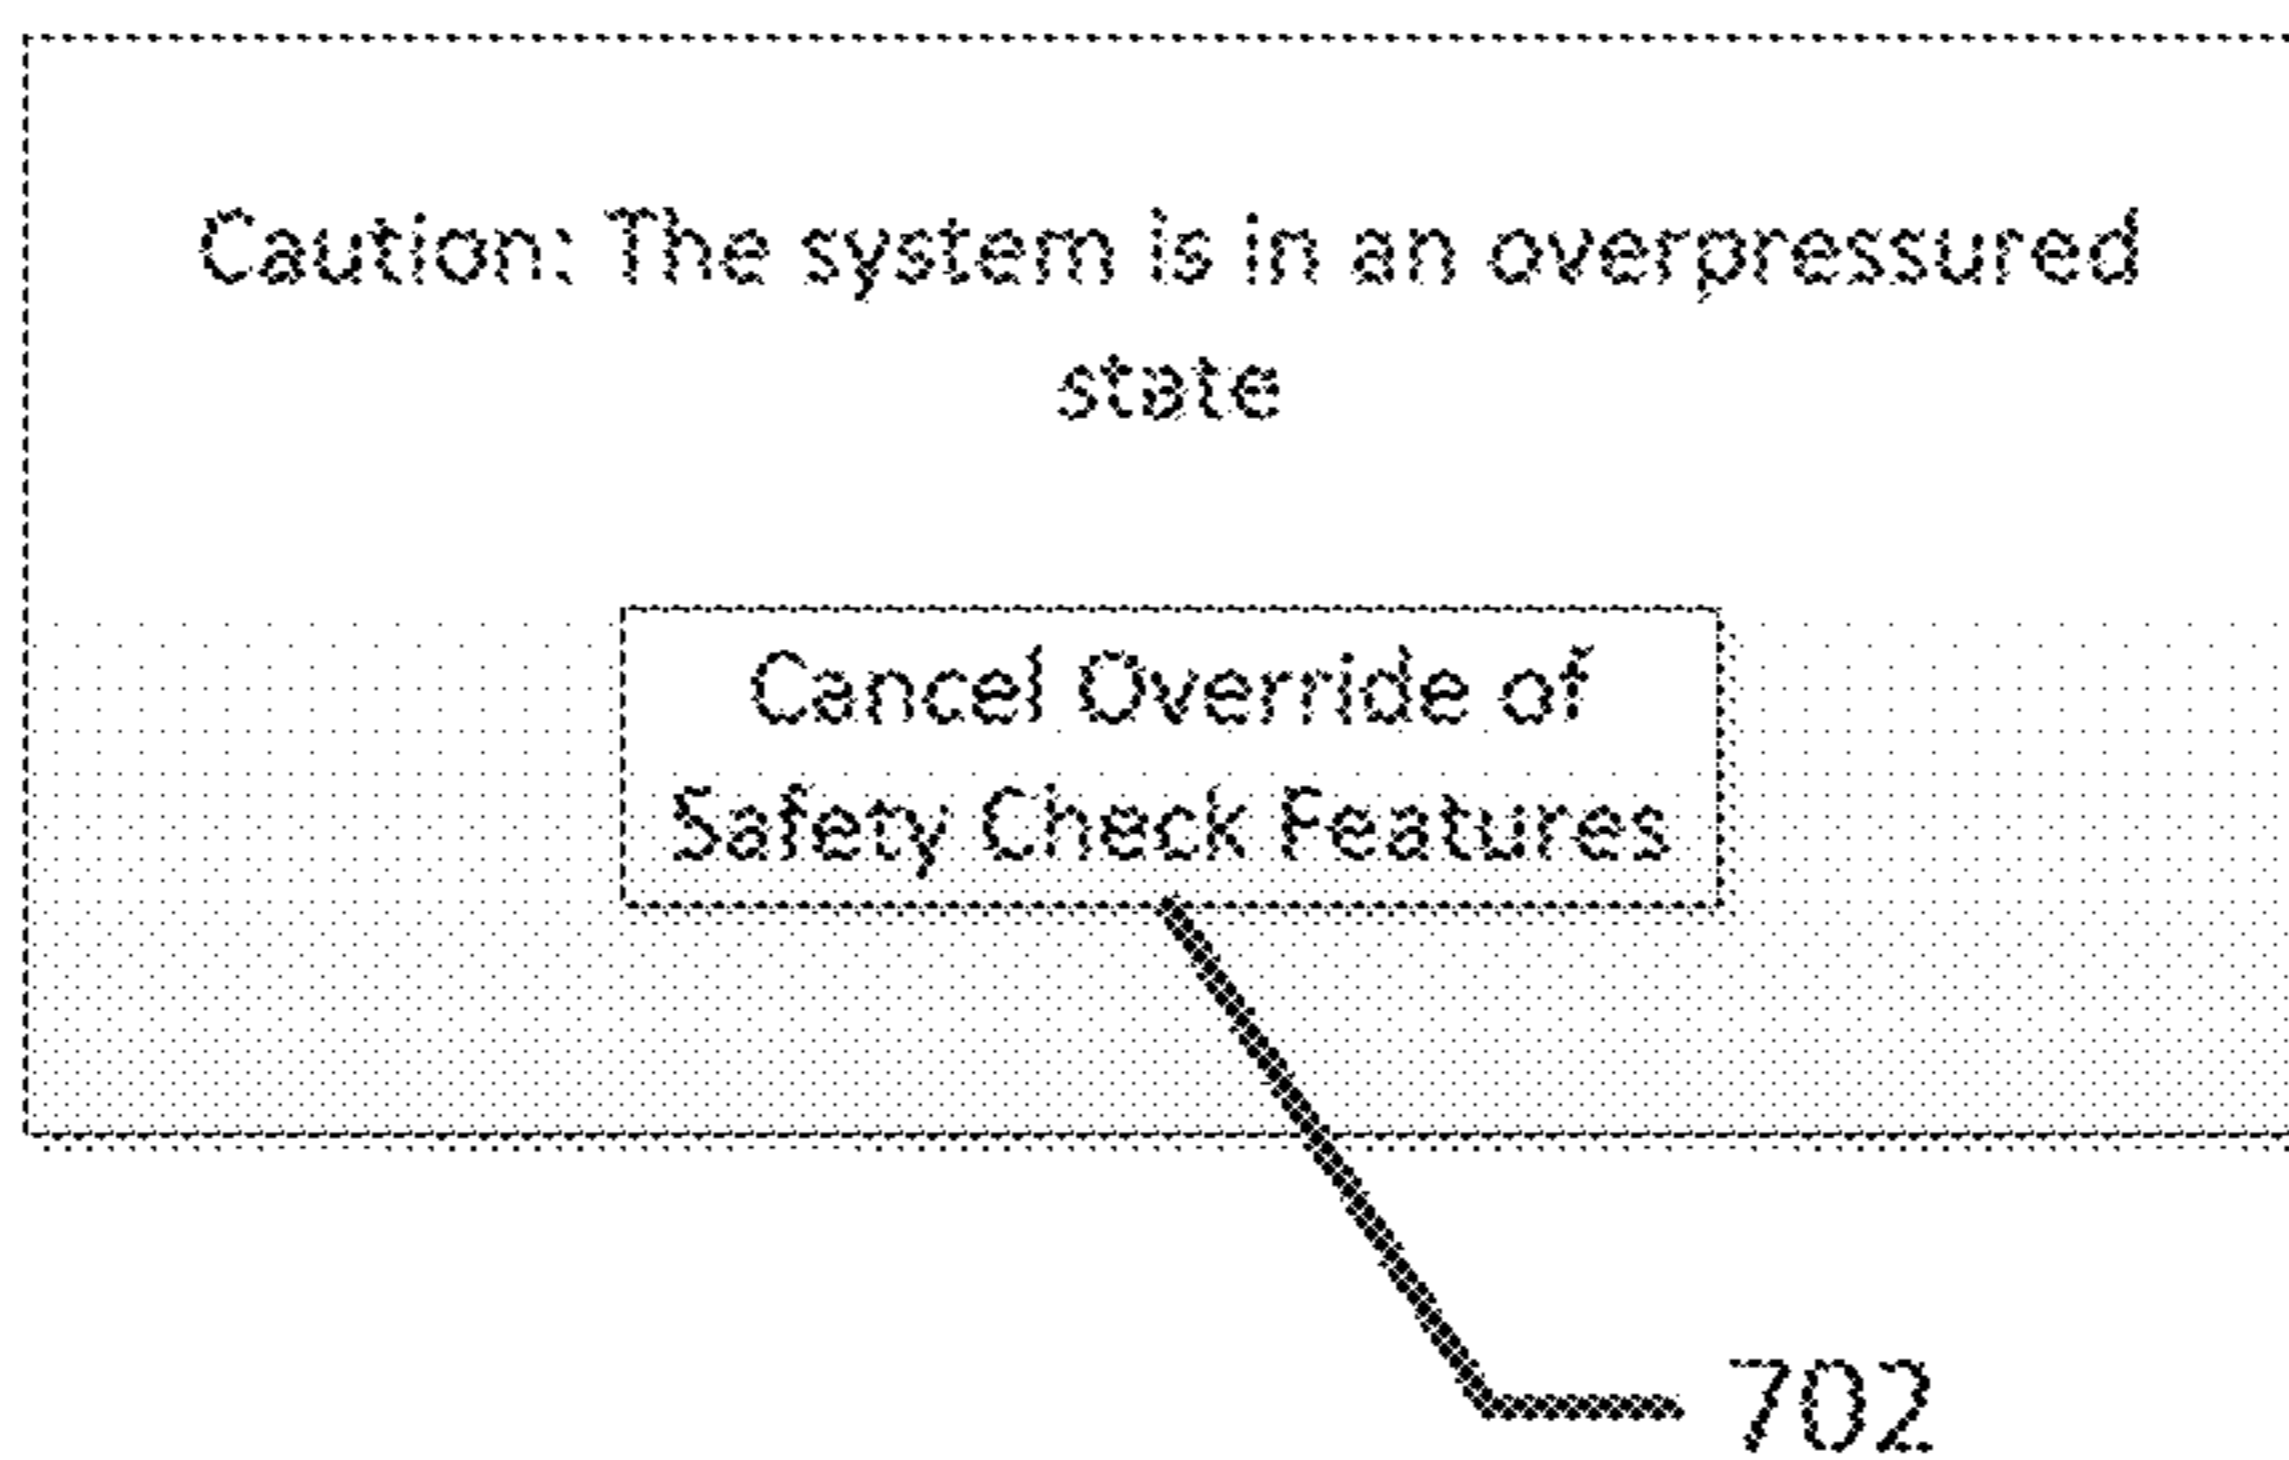 Caution: The system is in an overpressured
state
Cancel Override of
Safety Check Features
702